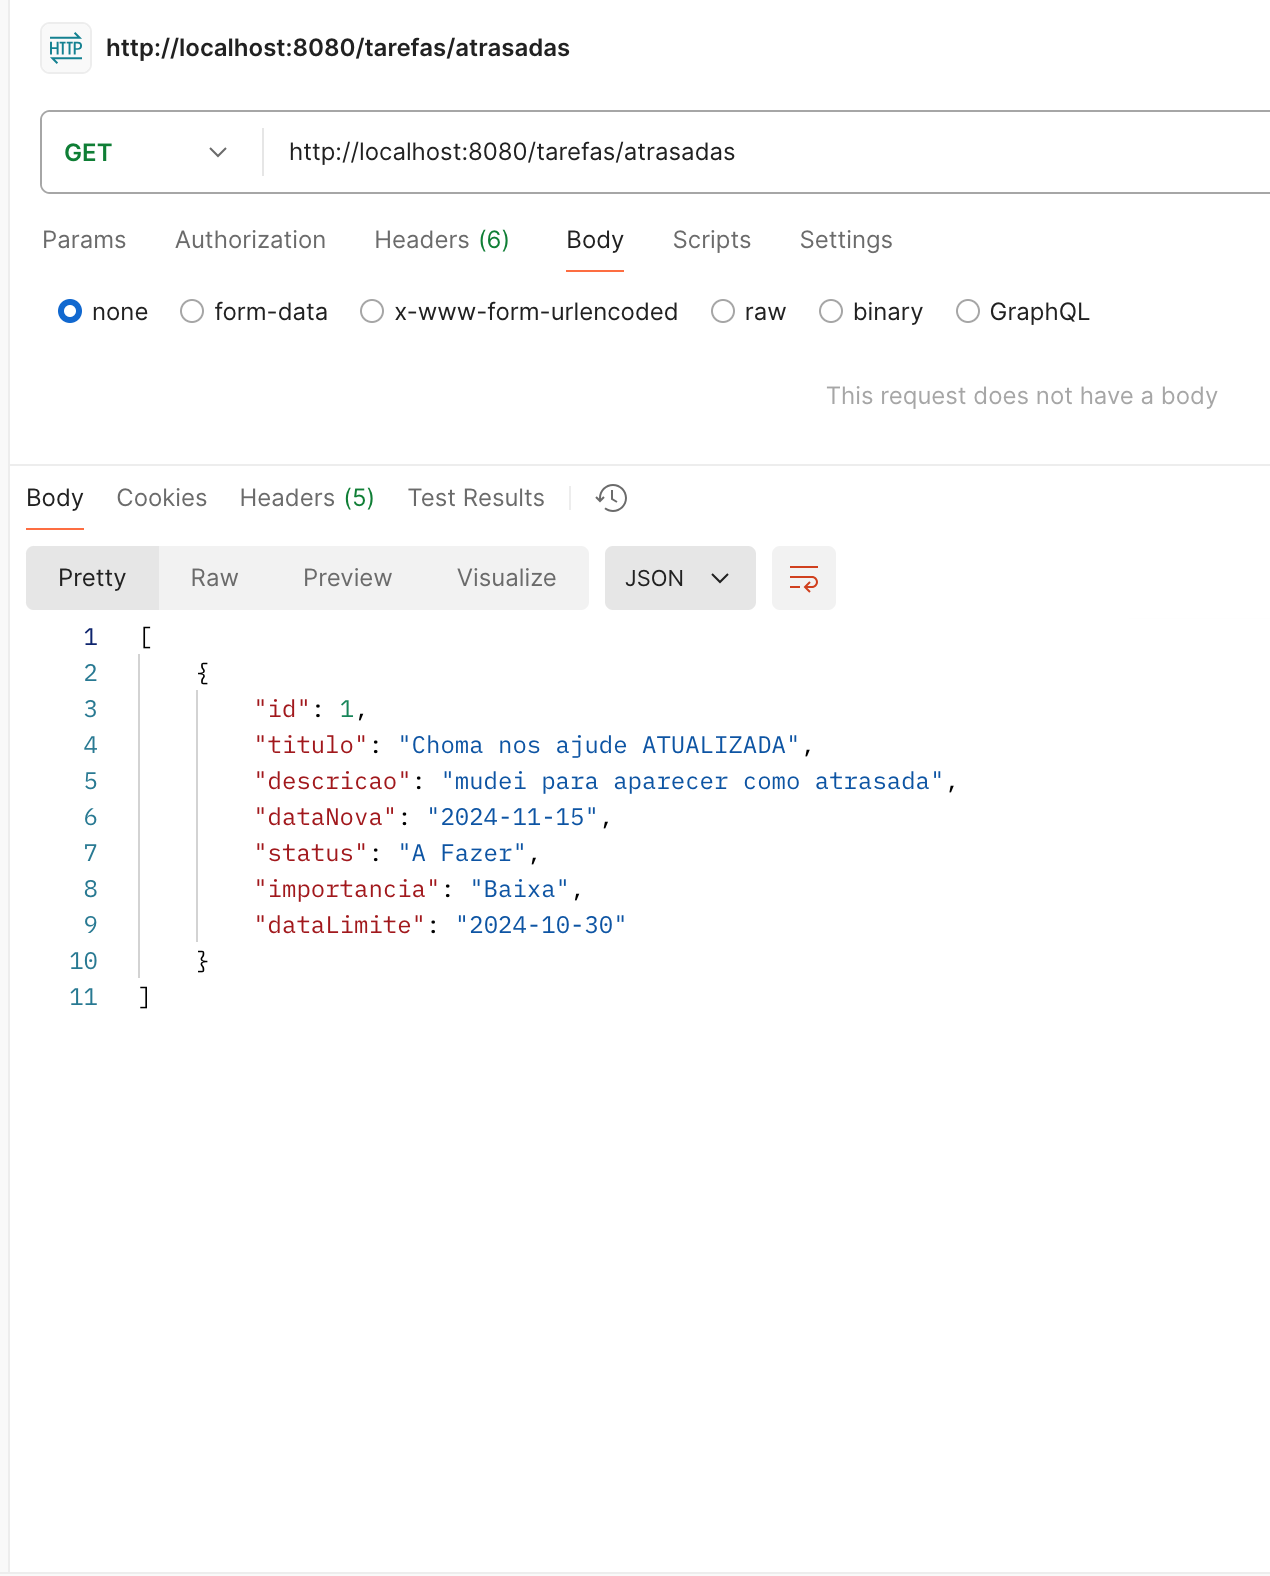 HTTP http://localhost:8080/tarefas/atrasadas
GET http://localhost:8080/tarefas/atrasadas
Params Authorization Headers (6) Body Scripts Settings
none form-data x-www-form-urlencoded raw binary GraphQL
This request does not have a body
Body Cookies Headers (5) Test Results
Pretty Raw Preview Visualize JSON
1 [
2 {
3 "id": 1,
4 "titulo": "Choma nos ajude ATUALIZADA",
5 "descricao": "mudei para aparecer como atrasada",
6 "dataNova": "2024-11-15",
7 "status": "A Fazer",
8 "importancia": "Baixa",
9 "dataLimite": "2024-10-30"
10 }
11 ]